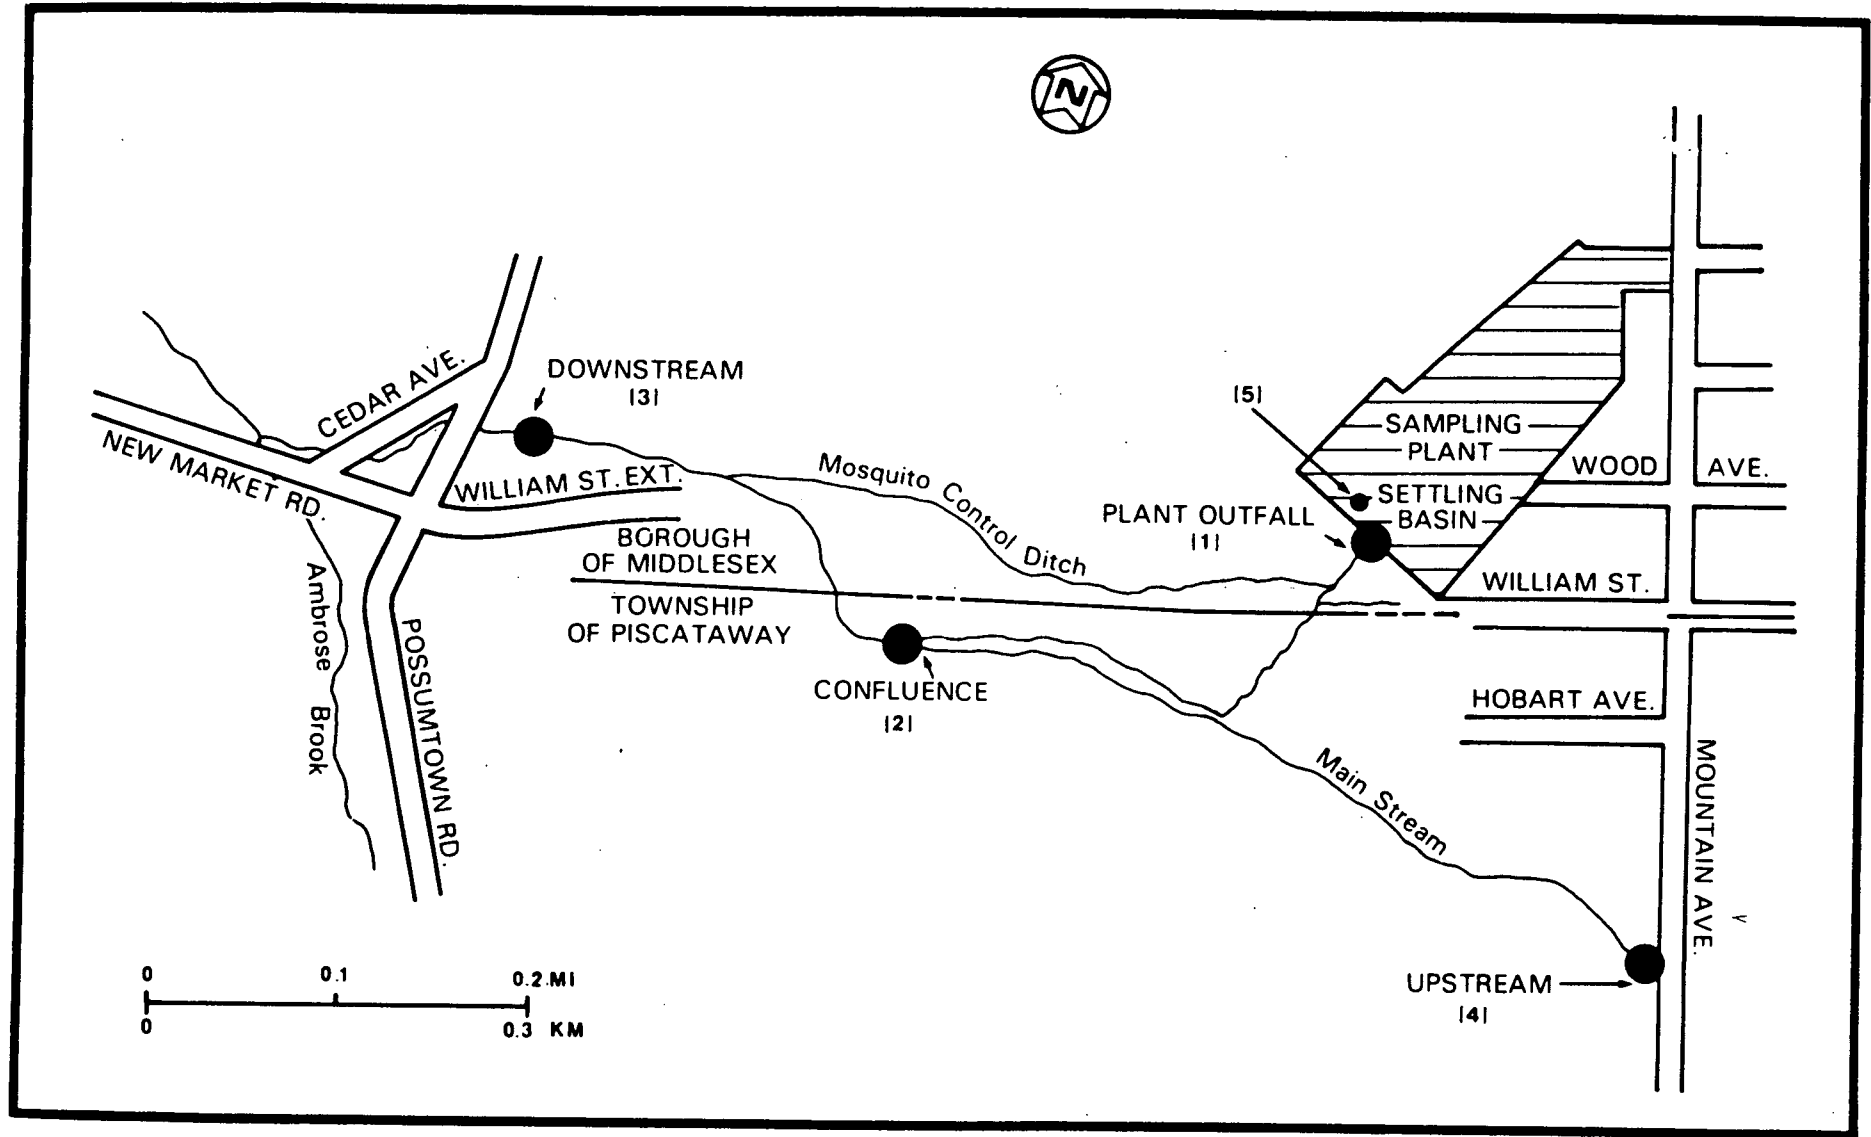 N
DOWNSTREAM
|3|
CEDAR AVE.
NEW MARKET RD.
WILLIAM ST. EXT.
Mosquito Control Ditch
|5|
SAMPLING
PLANT
SETTLING
BASIN
PLANT OUTFALL
|1|
WOOD AVE.
WILLIAM ST.
BOROUGH
OF MIDDLESEX
TOWNSHIP
OF PISCATAWAY
Ambrose Brook
POSSUMTOWN RD.
CONFLUENCE
|2|
HOBART AVE.
Main Stream
MOUNTAIN AVE.
UPSTREAM
|4|
0 0.1 0.2 MI
0 0.3 KM